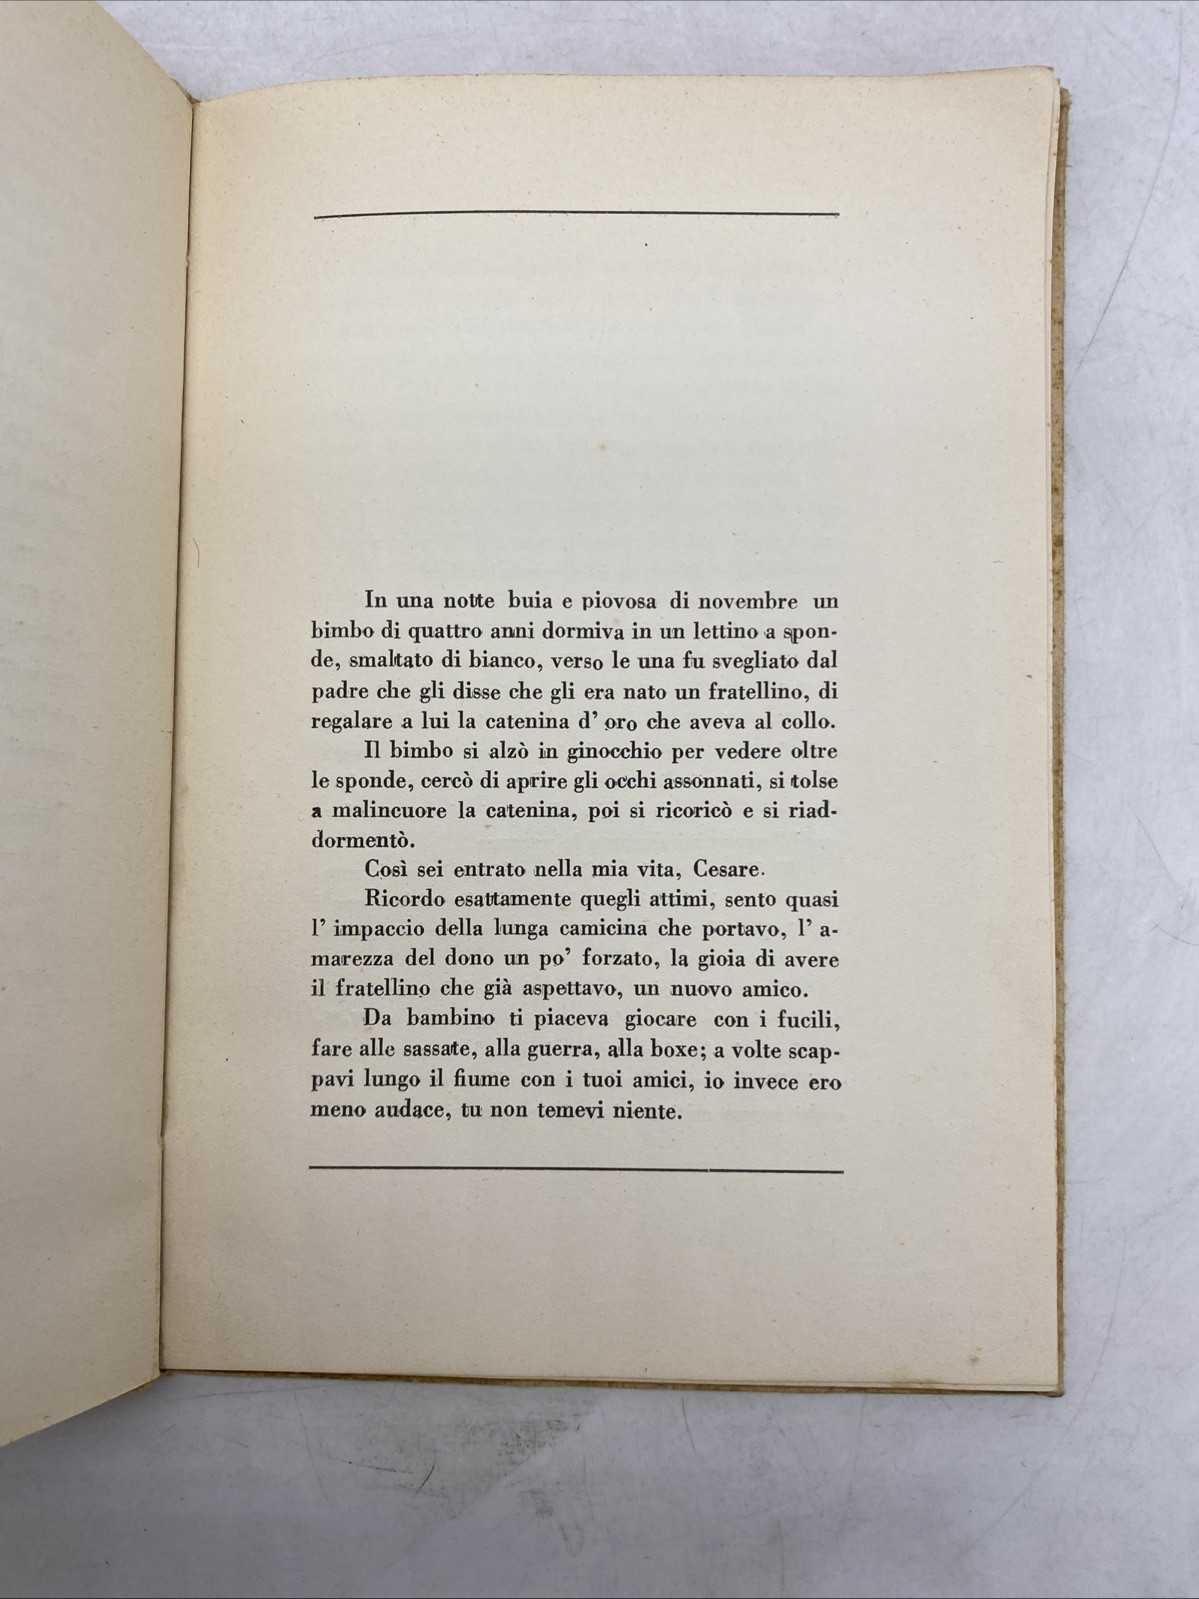 In una notte buia e piovosa di novembre un
bimbo di quattro anni dormiva in un lettino a spon-
de, smaltato di bianco, verso le una fu svegliato dal
padre che gli disse che gli era nato un fratellino, di
regalare a lui la catenina d' oro che aveva al collo.
Il bimbo si alzò in ginocchio per vedere oltre
le sponde, cercò di aprire gli occhi assonnati, si tolse
a malincuore la catenina, poi si ricoricò e si riad-
dormentò.
Così sei entrato nella mia vita, Cesare.
Ricordo esattamente quegli attimi, sento quasi
l' impaccio della lunga camicina che portavo, l' a-
marezza del dono un po' forzato, la gioia di avere
il fratellino che già aspettavo, un nuovo amico.
Da bambino ti piaceva giocare con i fucili,
fare alle sassate, alla guerra, alla boxe; a volte scap-
pavi lungo il fiume con i tuoi amici, io invece ero
meno audace, tu non temevi niente.